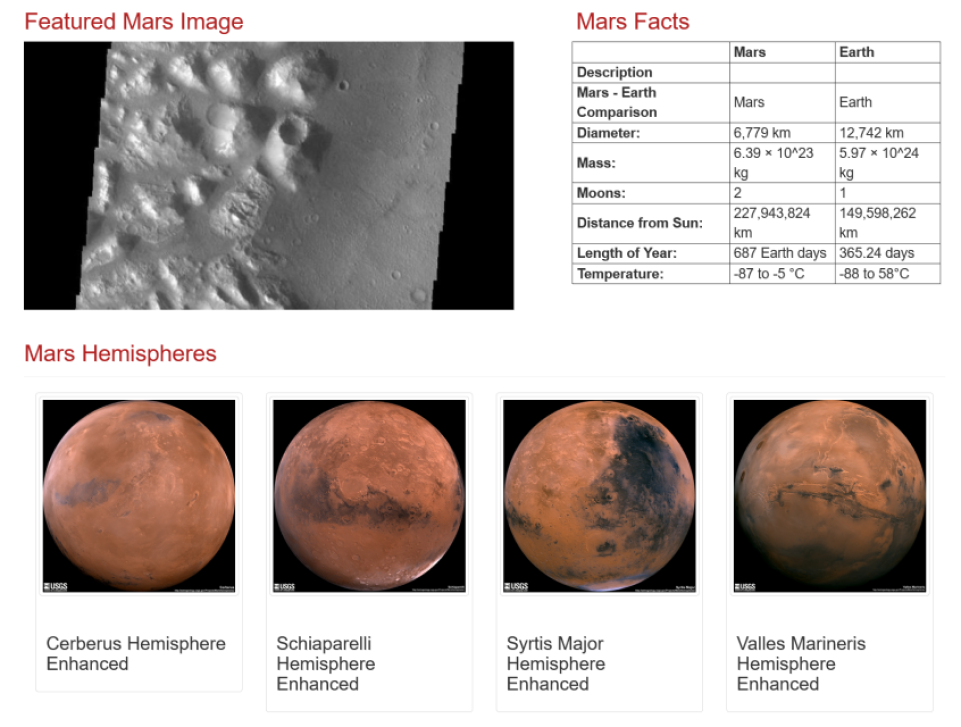 Featured Mars Image
Mars Facts
Mars Earth
Description
Mars - Earth
Comparison Mars Earth
Diameter: 6,779 km 12,742 km
Mass: 6.39 × 10^23 kg 5.97 × 10^24 kg
Moons: 2 1
Distance from Sun: 227,943,824 km 149,598,262 km
Length of Year: 687 Earth days 365.24 days
Temperature: -87 to -5 °C -88 to 58°C
Mars Hemispheres
USGS
USGS
USGS
USGS
Cerberus Hemisphere
Enhanced
Schiaparelli
Hemisphere
Enhanced
Syrtis Major
Hemisphere
Enhanced
Valles Marineris
Hemisphere
Enhanced